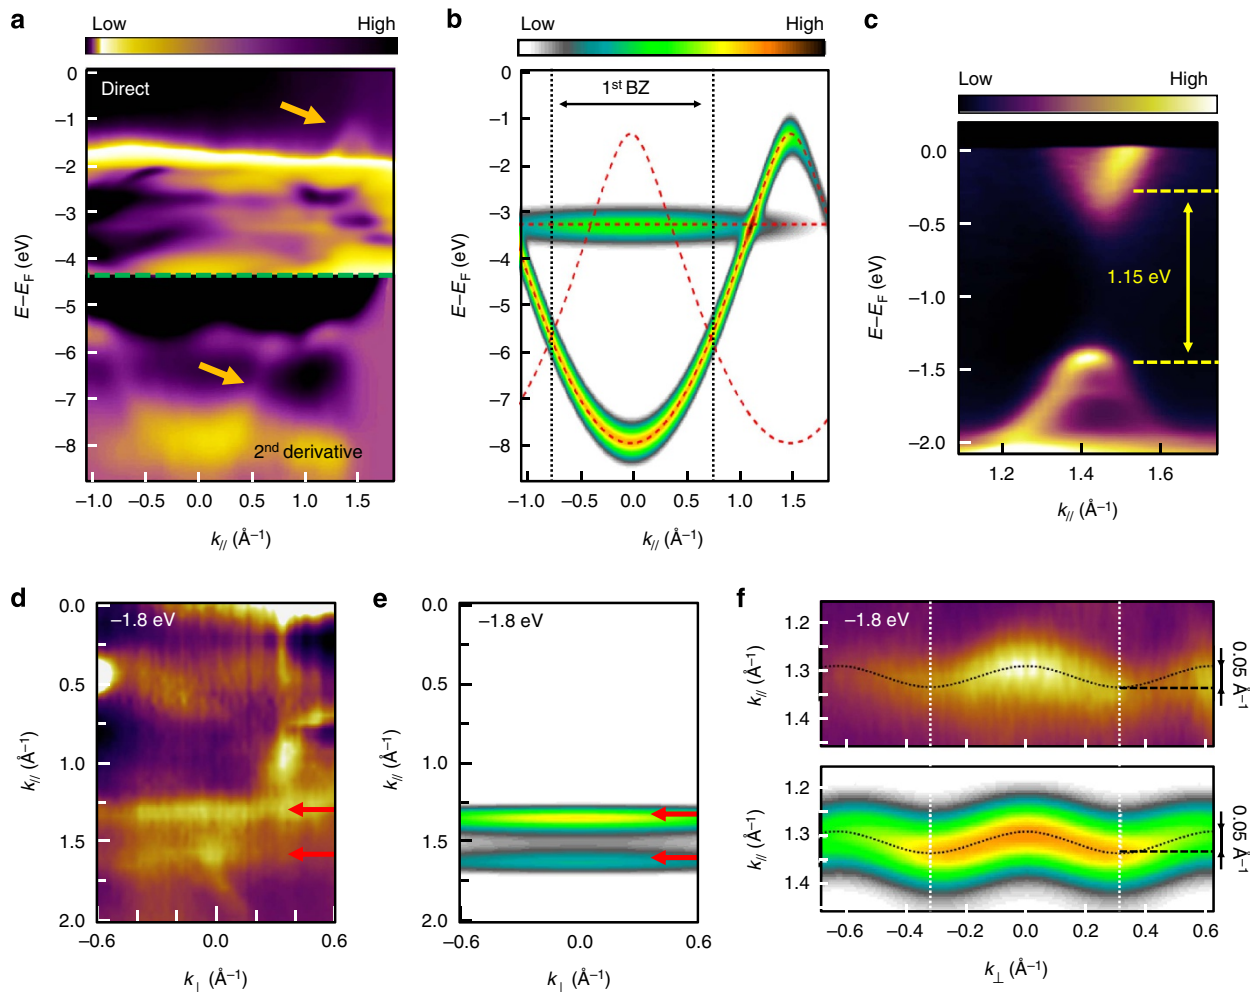 a
Low High
Direct
0
−1
−2
−3
−4
−5
−6
−7
−8
E–EF (eV)
2nd derivative
−1.0 −0.5 0.0 0.5 1.0 1.5
k// (Å−1)
b
Low High
1st BZ
0
−1
−2
−3
−4
−5
−6
−7
−8
E–EF (eV)
−1.0 −0.5 0.0 0.5 1.0 1.5
k// (Å−1)
c
Low High
0.0
−0.5
−1.0
−1.5
−2.0
E–EF (eV)
1.15 eV
1.2 1.4 1.6
k// (Å−1)
d
−1.8 eV
0.0
0.5
1.0
1.5
2.0
k// (Å−1)
−0.6 0.0 0.6
k⊥ (Å−1)
e
−1.8 eV
0.0
0.5
1.0
1.5
2.0
k// (Å−1)
−0.6 0.0 0.6
k⊥ (Å−1)
f
−1.8 eV
1.2
1.3
1.4
k// (Å−1)
0.05 Å−1
1.2
1.3
1.4
k// (Å−1)
0.05 Å−1
−0.6 −0.4 −0.2 0.0 0.2 0.4 0.6
k⊥ (Å−1)